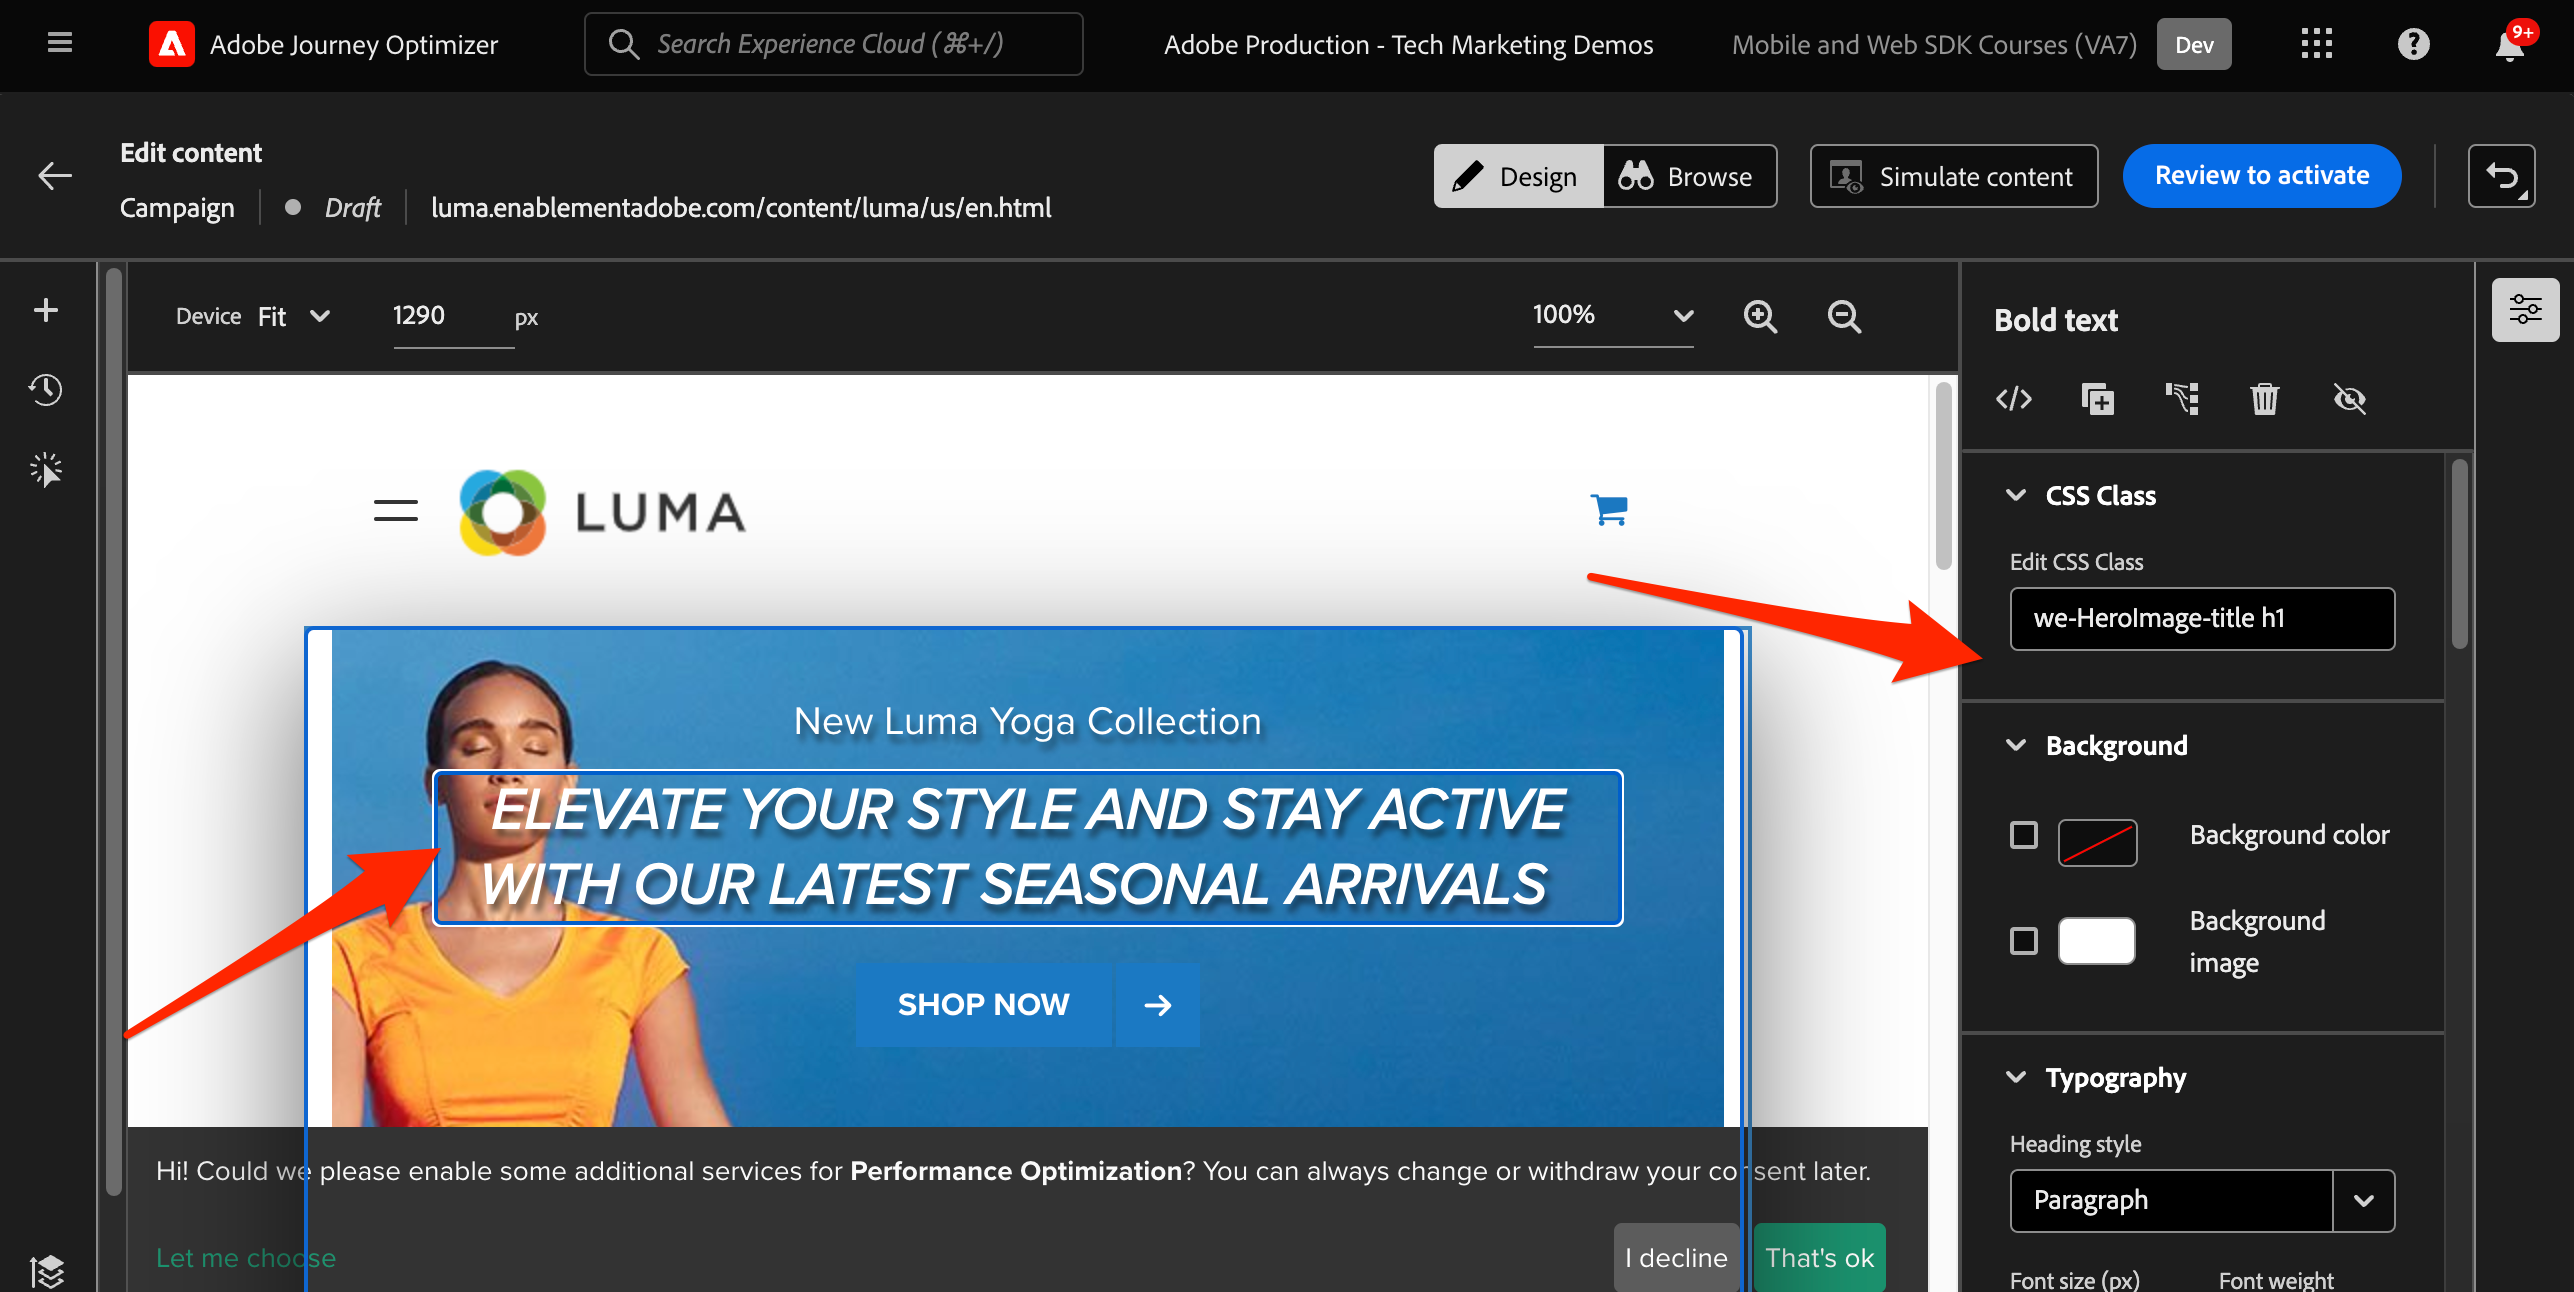 Adobe Journey Optimizer
Search Experience Cloud (⌘+/)
Adobe Production - Tech Marketing Demos
Mobile and Web SDK Courses (VA7)
Dev
9+
Edit content
Campaign
Draft
luma.enablementadobe.com/content/luma/us/en.html
Design
Browse
Simulate content
Review to activate
Device Fit
1290 px
100%
LUMA
New Luma Yoga Collection
ELEVATE YOUR STYLE AND STAY ACTIVE
WITH OUR LATEST SEASONAL ARRIVALS
SHOP NOW
Hi! Could we please enable some additional services for Performance Optimization? You can always change or withdraw your consent later.
Let me choose
I decline
That's ok
Bold text
CSS Class
Edit CSS Class
we-HeroImage-title h1
Background
Background color
Background
image
Typography
Heading style
Paragraph
Font size (px)
Font weight